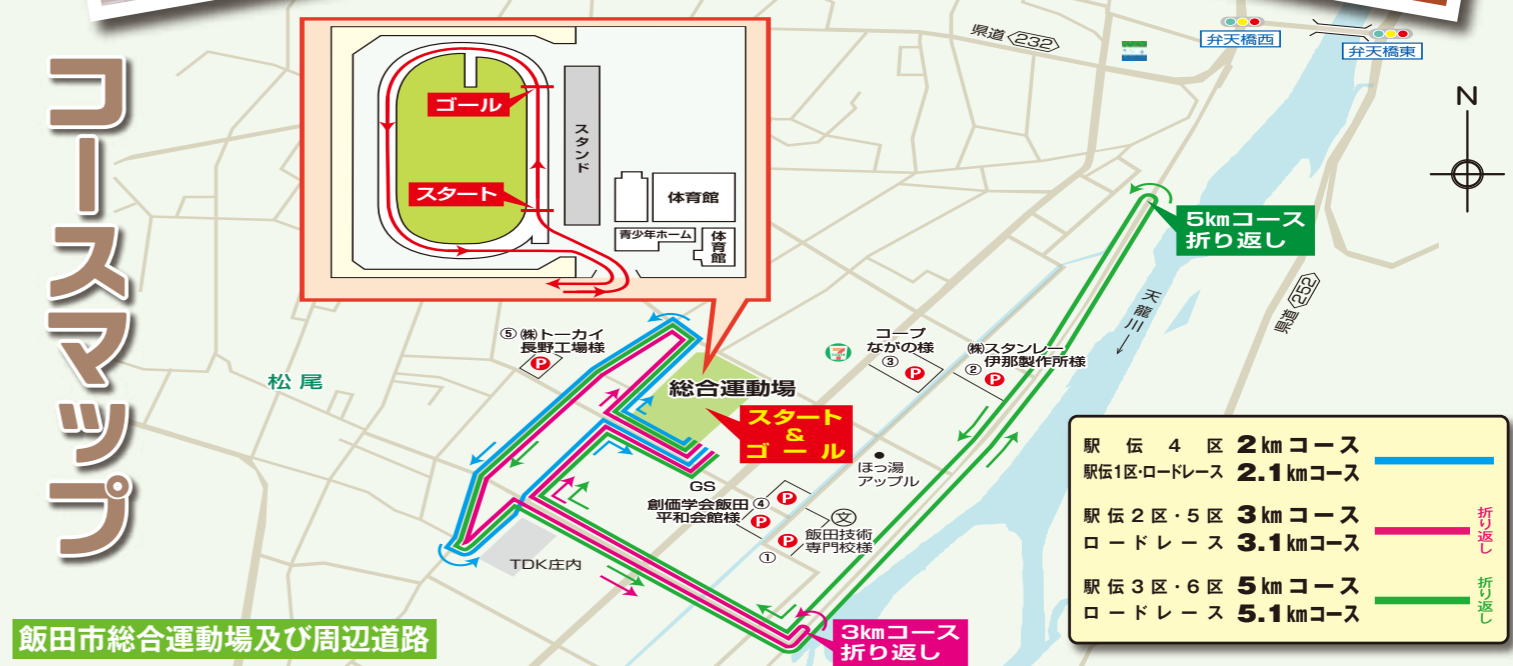 コースマップ
ゴール
スタート
スタンド
体育館
青少年ホーム
体育館
県道 232
弁天橋西
弁天橋東
N
5kmコース
折り返し
天龍川
県道 252
⑤ ㈱トーカイ
長野工場様
P
松尾
コープ
ながの様
③ P
㈱スタンレー
伊那製作所様
② P
総合運動場
スタート
&
ゴール
ほっ湯
アップル
GS
創価学会飯田 ④ P
平和会館様 P
文
飯田技術
専門校様
P
①
TDK庄内
3kmコース
折り返し
駅伝4区 2kmコース
駅伝1区・ロードレース 2.1kmコース
駅伝2区・5区 3kmコース
ロードレース 3.1kmコース
折り返し
駅伝3区・6区 5kmコース
ロードレース 5.1kmコース
折り返し
飯田市総合運動場及び周辺道路